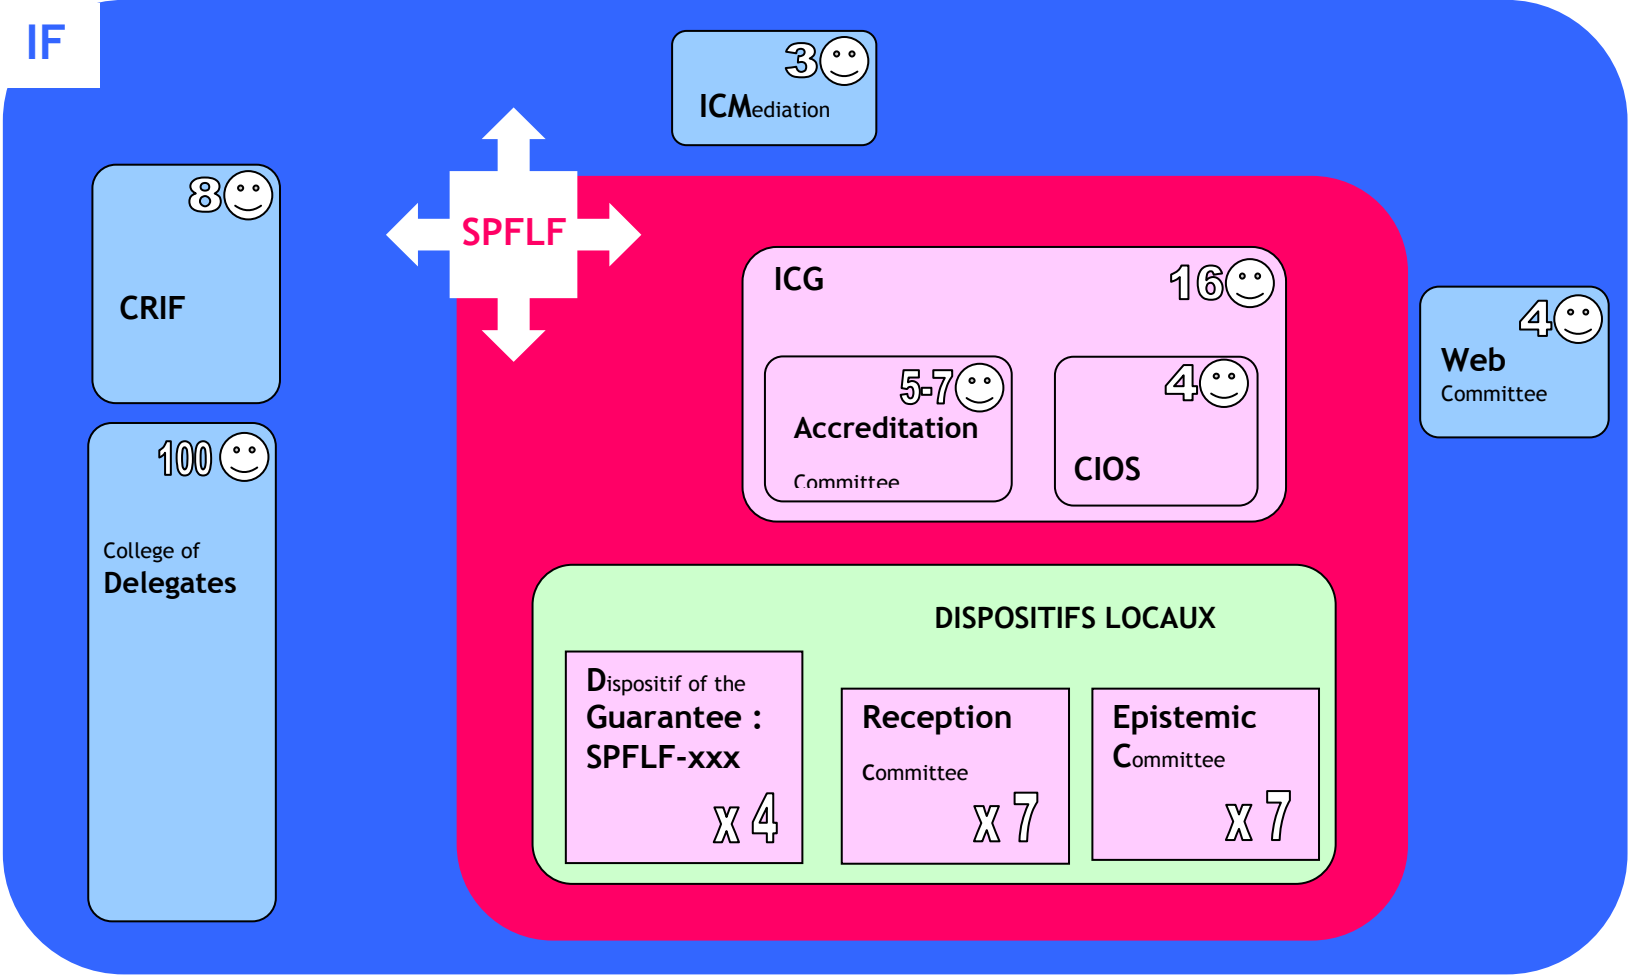 IF
3
ICMediation
8
CRIF
SPFLF
ICG
16
4
Web
Committee
5-7
Accreditation
Committee
4
CIOS
100
College of
Delegates
DISPOSITIFS LOCAUX
Dispositif of the
Guarantee :
SPFLF-xxx
x 4
Reception
Committee
x 7
Epistemic
Committee
x 7